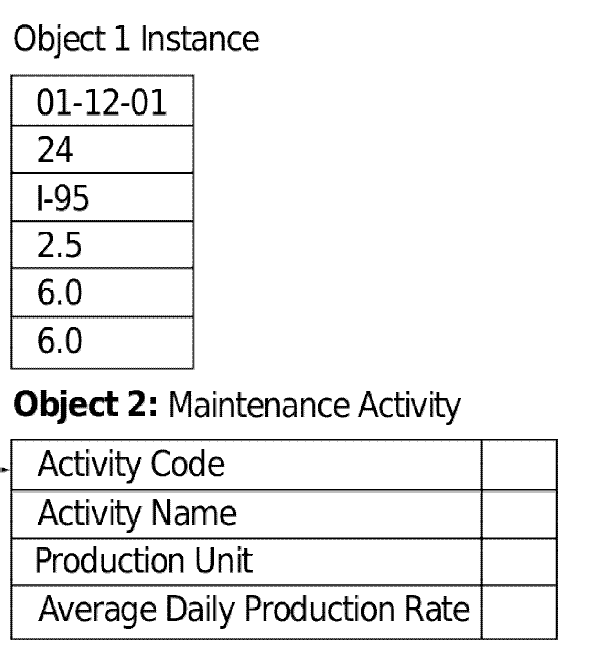 Object 1 Instance
01-12-01
24
I-95
2.5
6.0
6.0
Object 2: Maintenance Activity
Activity Code
Activity Name
Production Unit
Average Daily Production Rate